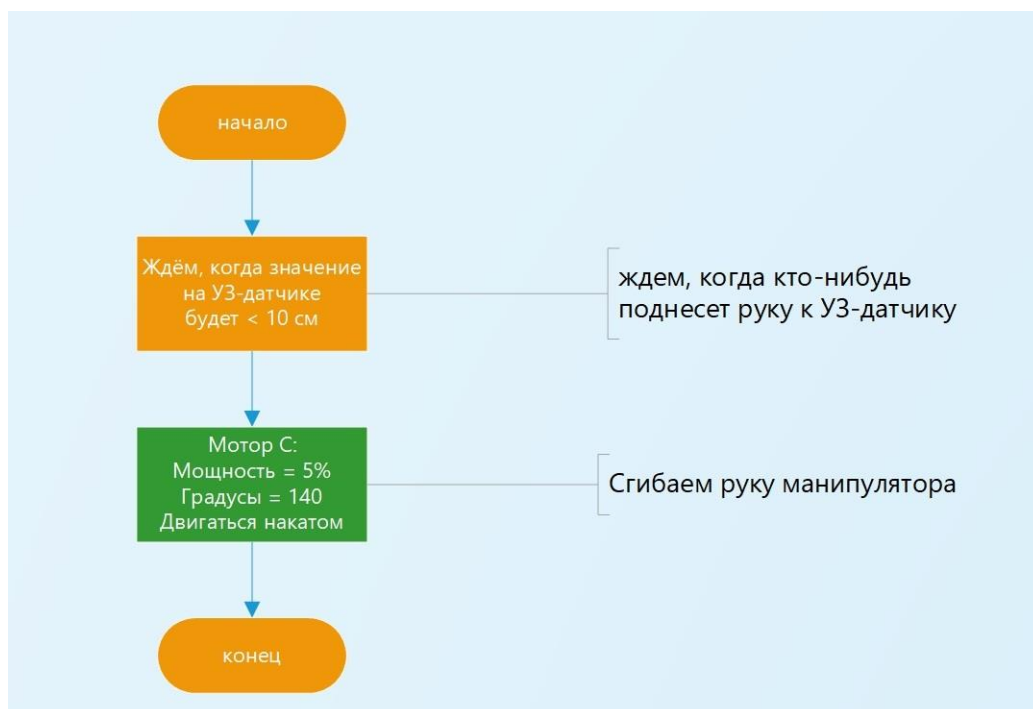 начало
Ждём, когда значение
на УЗ-датчике
будет < 10 см
ждем, когда кто-нибудь
поднесет руку к УЗ-датчику
Мотор С:
Мощность = 5%
Градусы = 140
Двигаться накатом
Сгибаем руку манипулятора
конец